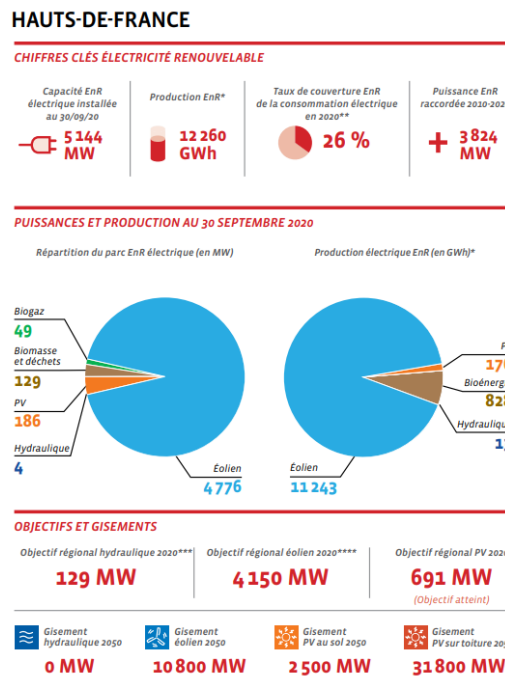 HAUTS-DE-FRANCE
CHIFFRES CLÉS ÉLECTRICITÉ RENOUVELABLE
Capacité EnR
électrique installée
au 30/09/20
5 144
MW
Production EnR*
12 260
GWh
Taux de couverture EnR
de la consommation électrique
en 2020**
26 %
Puissance EnR
raccordée 2010-202
+ 3 824
MW
PUISSANCES ET PRODUCTION AU 30 SEPTEMBRE 2020
Répartition du parc EnR électrique (en MW)
Biogaz
49
Biomasse
et déchets
129
PV
186
Hydraulique
4
Éolien
4 776
Production électrique EnR (en GWh)*
P
17
Bioénerg
82
Hydrauliqu
1
Éolien
11 243
OBJECTIFS ET GISEMENTS
Objectif régional hydraulique 2020***
129 MW
Objectif régional éolien 2020****
4 150 MW
Objectif régional PV 202
691 MW
(Objectif atteint)
Gisement
hydraulique 2050
0 MW
Gisement
éolien 2050
10 800 MW
Gisement
PV au sol 2050
2 500 MW
Gisement
PV sur toiture 20
31 800 MW